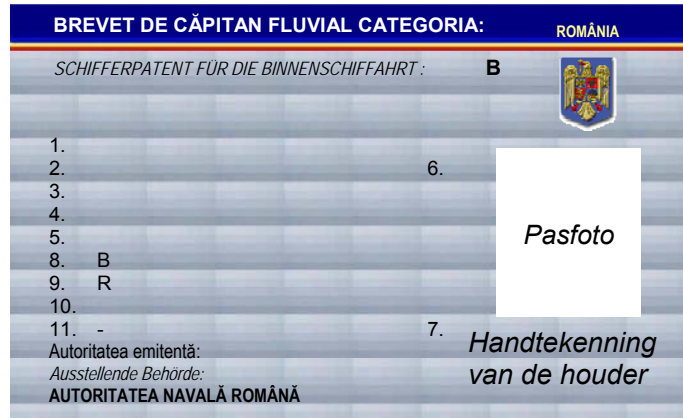 BREVET DE CĂPITAN FLUVIAL CATEGORIA:
ROMÂNIA
SCHIFFERPATENT FÜR DIE BINNENSCHIFFAHRT : B
1.
2.
6.
3.
4.
5.
Pasfoto
8. B
9. R
10.
11. -
7.
Handtekenning
van de houder
Autoritatea emitentă:
Ausstellende Behörde:
AUTORITATEA NAVALĂ ROMÂNĂ